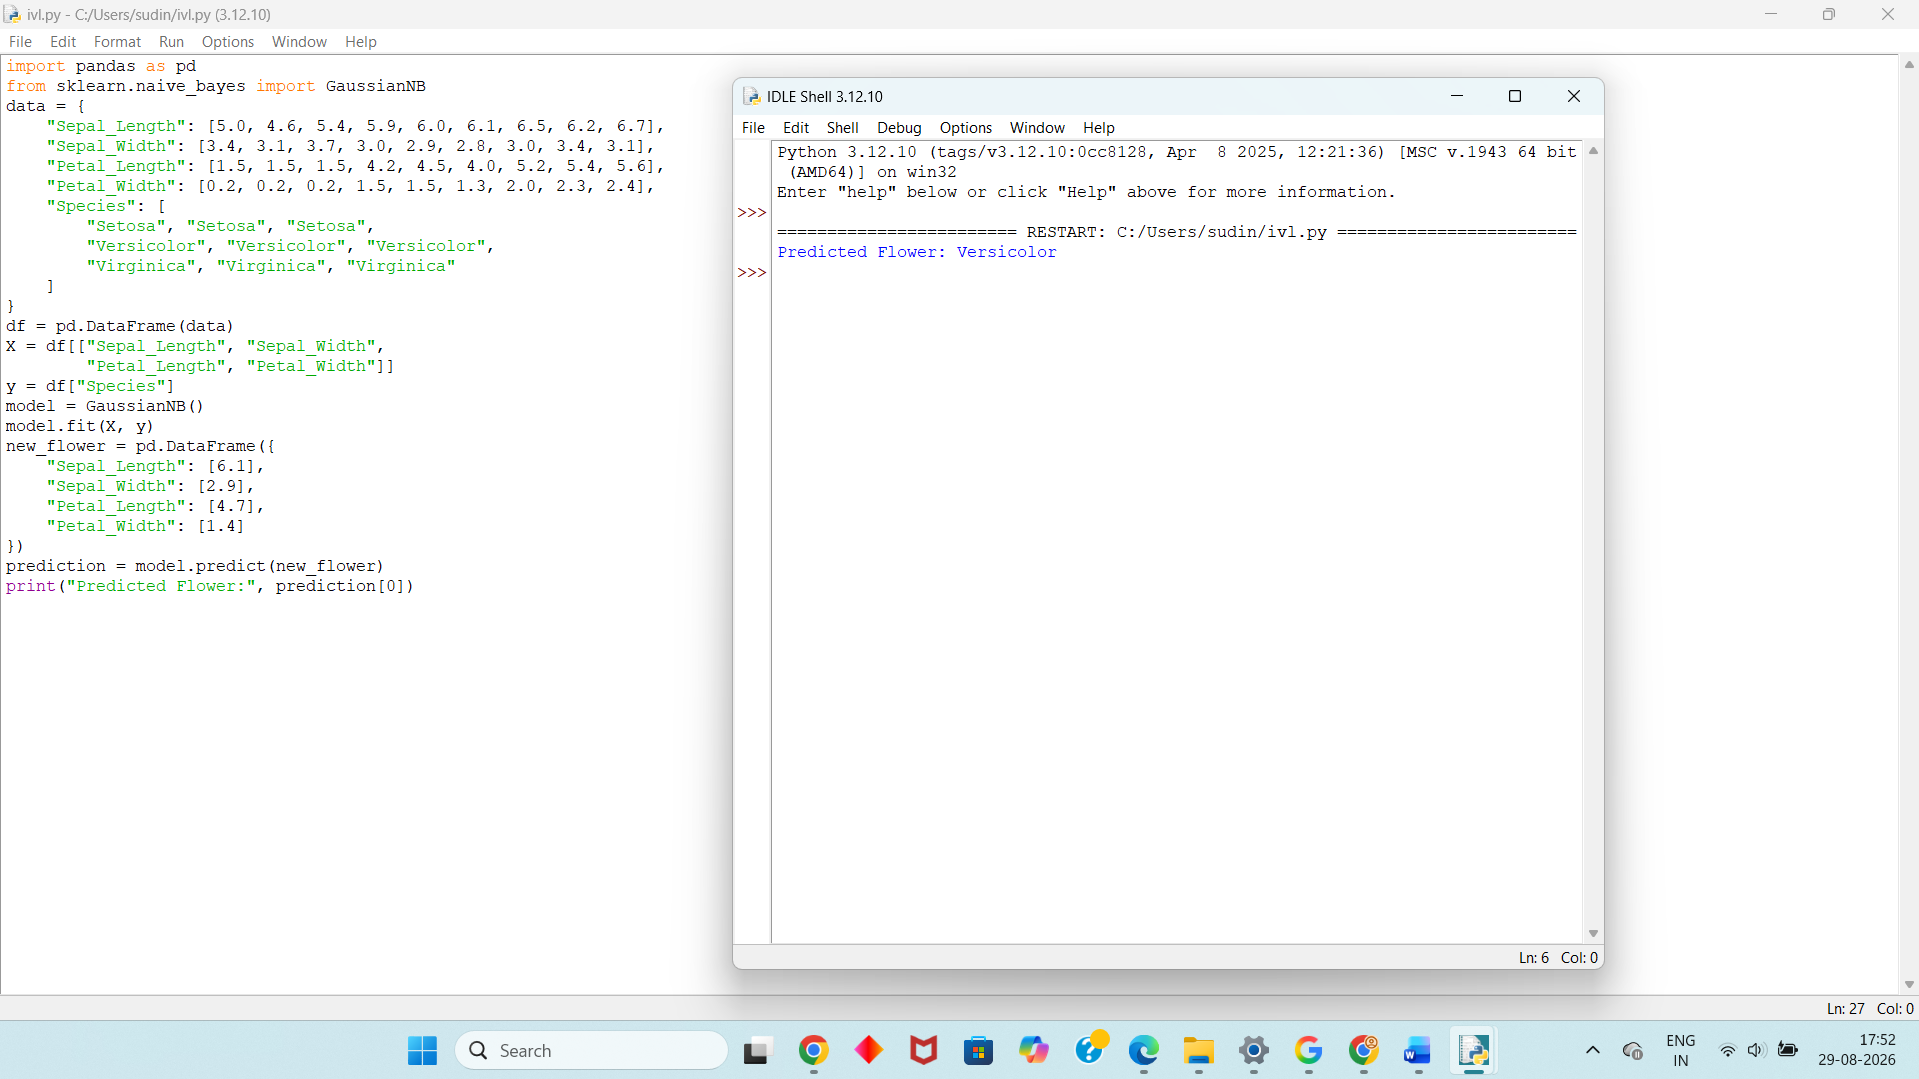 ivl.py - C:/Users/sudin/ivl.py (3.12.10)
File Edit Format Run Options Window Help
import pandas as pd
from sklearn.naive_bayes import GaussianNB
data = {
    "Sepal_Length": [5.0, 4.6, 5.4, 5.9, 6.0, 6.1, 6.5, 6.2, 6.7],
    "Sepal_Width": [3.4, 3.1, 3.7, 3.0, 2.9, 2.8, 3.0, 3.4, 3.1],
    "Petal_Length": [1.5, 1.5, 1.5, 4.2, 4.5, 4.0, 5.2, 5.4, 5.6],
    "Petal_Width": [0.2, 0.2, 0.2, 1.5, 1.5, 1.3, 2.0, 2.3, 2.4],
    "Species": [
        "Setosa", "Setosa", "Setosa",
        "Versicolor", "Versicolor", "Versicolor",
        "Virginica", "Virginica", "Virginica"
    ]
}
df = pd.DataFrame(data)
X = df[["Sepal_Length", "Sepal_Width",
        "Petal_Length", "Petal_Width"]]
y = df["Species"]
model = GaussianNB()
model.fit(X, y)
new_flower = pd.DataFrame({
    "Sepal_Length": [6.1],
    "Sepal_Width": [2.9],
    "Petal_Length": [4.7],
    "Petal_Width": [1.4]
})
prediction = model.predict(new_flower)
print("Predicted Flower:", prediction[0])
IDLE Shell 3.12.10
File Edit Shell Debug Options Window Help
Python 3.12.10 (tags/v3.12.10:0cc8128, Apr  8 2025, 12:21:36) [MSC v.1943 64 bit
 (AMD64)] on win32
Enter "help" below or click "Help" above for more information.
>>>
======================== RESTART: C:/Users/sudin/ivl.py ========================
Predicted Flower: Versicolor
>>>
Ln: 6 Col: 0
Ln: 27 Col: 0
Search
ENG
IN
17:52
29-08-2026